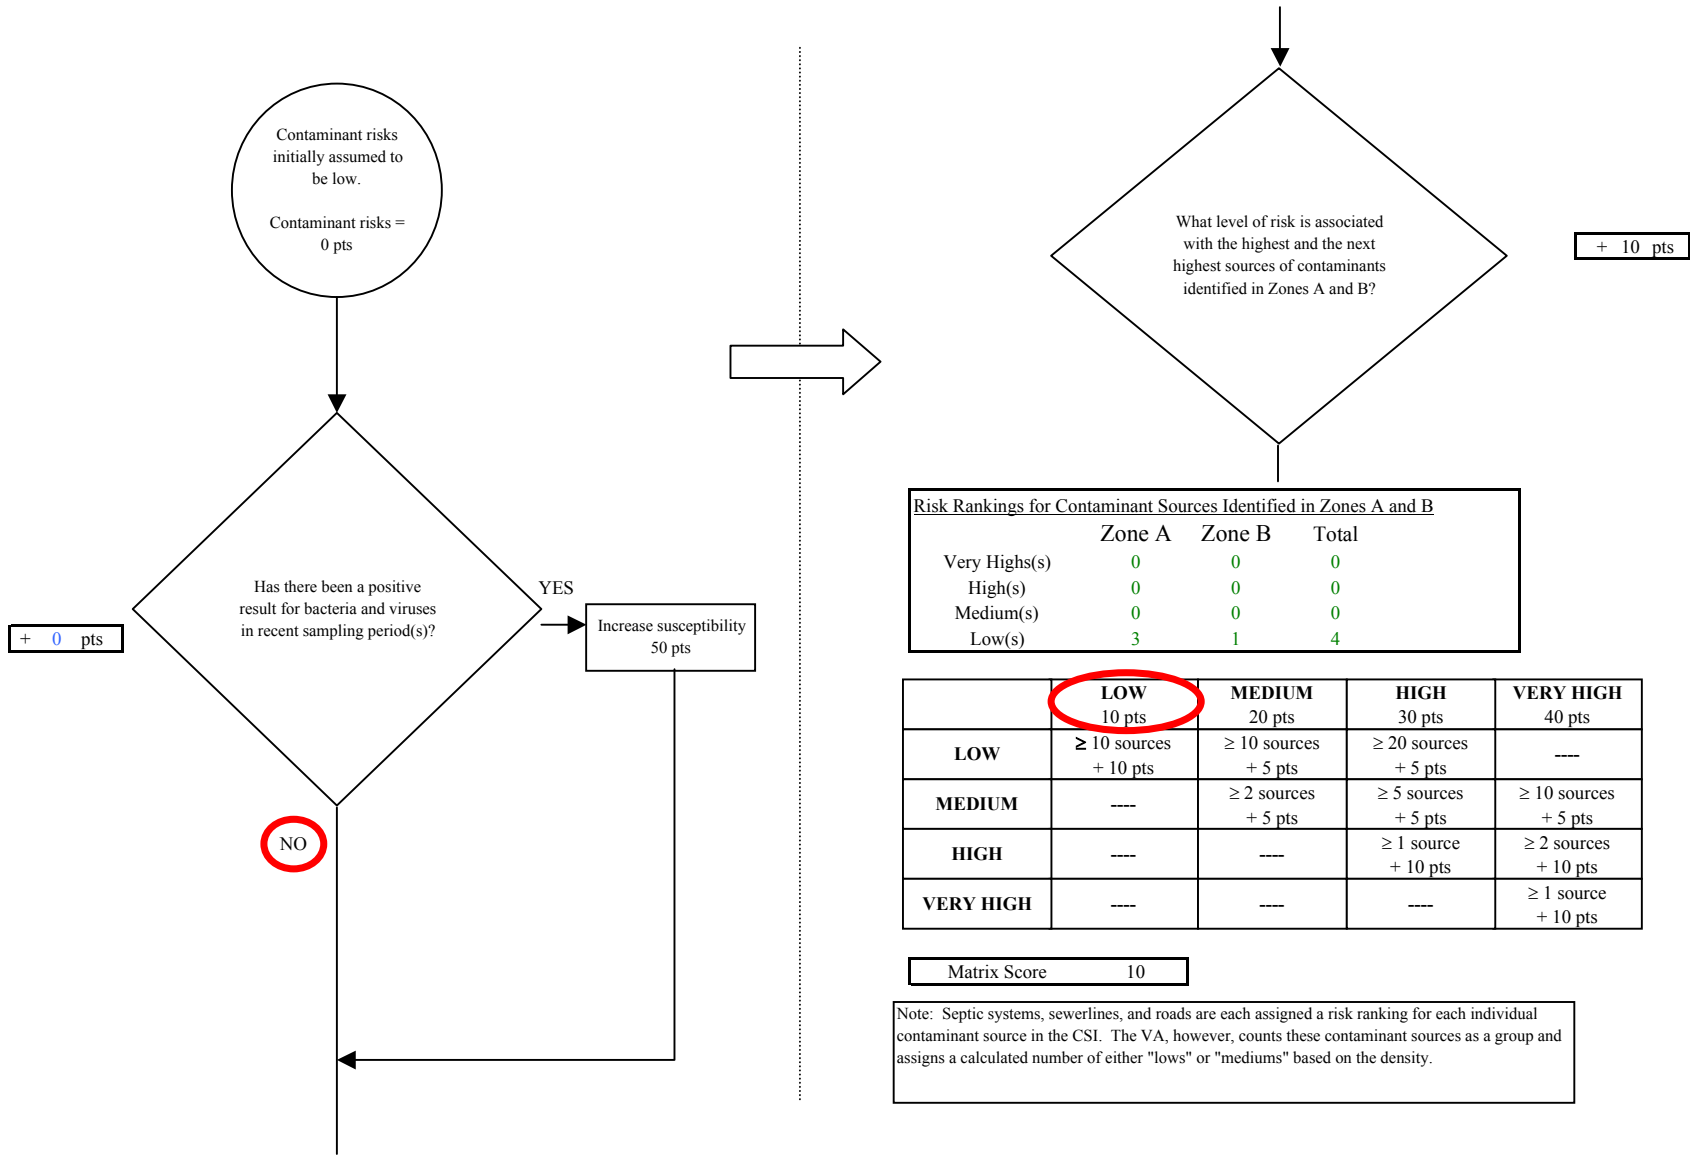 Contaminant risks
initially assumed to
be low.
Contaminant risks =
0 pts
Has there been a positive
result for bacteria and viruses
in recent sampling period(s)?
+ 0 pts
YES
Increase susceptibility
50 pts
NO
What level of risk is associated
with the highest and the next
highest sources of contaminants
identified in Zones A and B?
+ 10 pts
Risk Rankings for Contaminant Sources Identified in Zones A and B
Zone A Zone B Total
Very Highs(s) 0 0 0
High(s) 0 0 0
Medium(s) 0 0 0
Low(s) 3 1 4
LOW MEDIUM HIGH VERY HIGH
10 pts 20 pts 30 pts 40 pts
LOW ≥ 10 sources ≥ 10 sources ≥ 20 sources ----
+ 10 pts + 5 pts + 5 pts
MEDIUM ---- ≥ 2 sources ≥ 5 sources ≥ 10 sources
+ 5 pts + 5 pts + 5 pts
HIGH ---- ---- ≥ 1 source ≥ 2 sources
+ 10 pts + 10 pts
VERY HIGH ---- ---- ---- ≥ 1 source
+ 10 pts
Matrix Score 10
Note: Septic systems, sewerlines, and roads are each assigned a risk ranking for each individual
contaminant source in the CSI. The VA, however, counts these contaminant sources as a group and
assigns a calculated number of either "lows" or "mediums" based on the density.